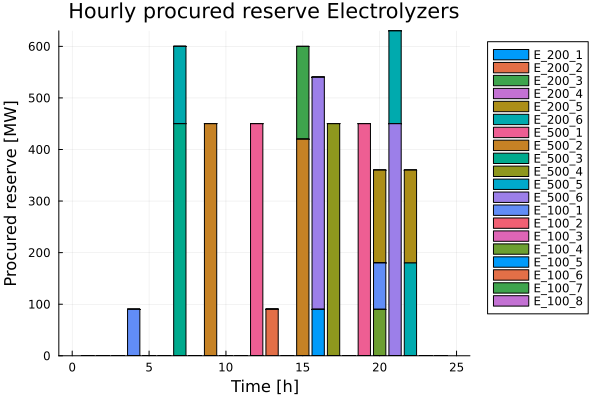 Hourly procured reserve Electrolyzers
Procured reserve [MW]
600
500
400
300
200
100
0
0 5 10 15 20 25
Time [h]
E_200_1
E_200_2
E_200_3
E_200_4
E_200_5
E_200_6
E_500_1
E_500_2
E_500_3
E_500_4
E_500_5
E_500_6
E_100_1
E_100_2
E_100_3
E_100_4
E_100_5
E_100_6
E_100_7
E_100_8